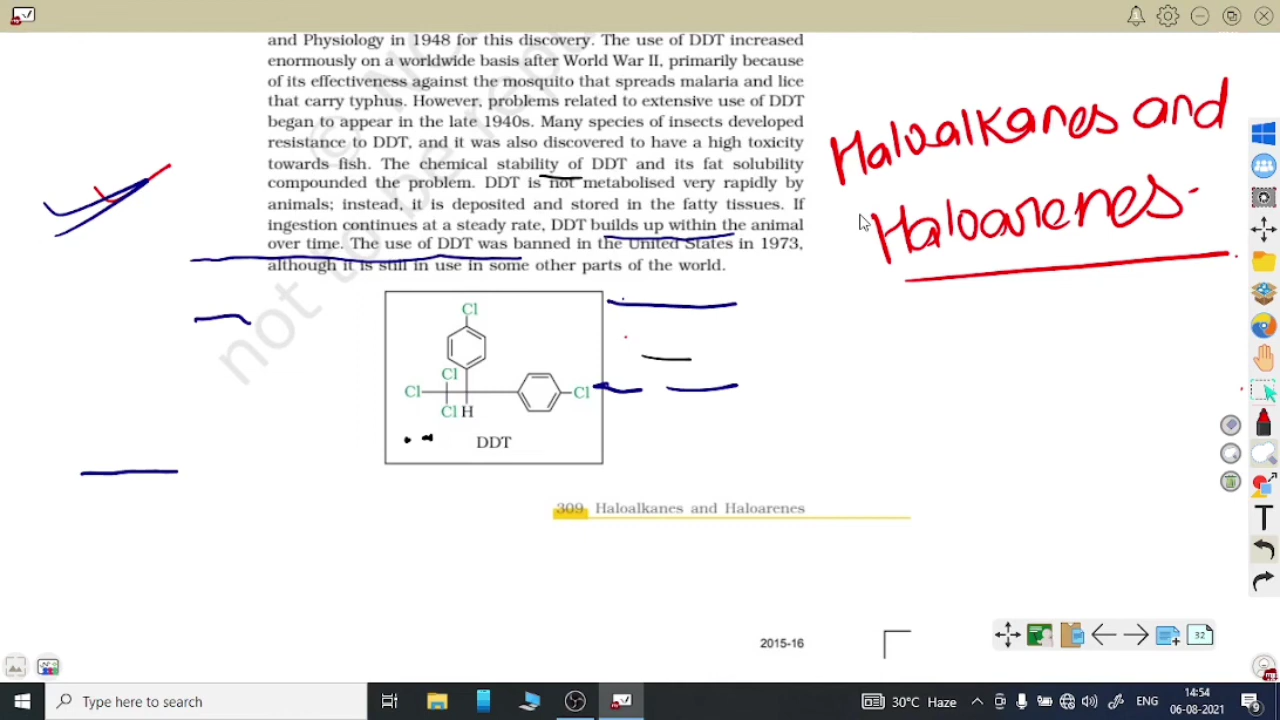 and Physiology in 1948 for this discovery. The use of DDT increased
enormously on a worldwide basis after World War II, primarily because
of its effectiveness against the mosquito that spreads malaria and lice
that carry typhus. However, problems related to extensive use of DDT
began to appear in the late 1940s. Many species of insects developed
resistance to DDT, and it was also discovered to have a high toxicity
towards fish. The chemical stability of DDT and its fat solubility
compounded the problem. DDT is not metabolised very rapidly by
animals; instead, it is deposited and stored in the fatty tissues. If
ingestion continues at a steady rate, DDT builds up within the animal
over time. The use of DDT was banned in the United States in 1973,
although it is still in use in some other parts of the world.
Haloalkanes and
Haloarenes.
Cl
Cl
Cl
Cl
Cl H
DDT
309 Haloalkanes and Haloarenes
2015-16
not to be rep
© NC
T
32
Type here to search
30°C Haze
ENG
14:54
06-08-2021
9